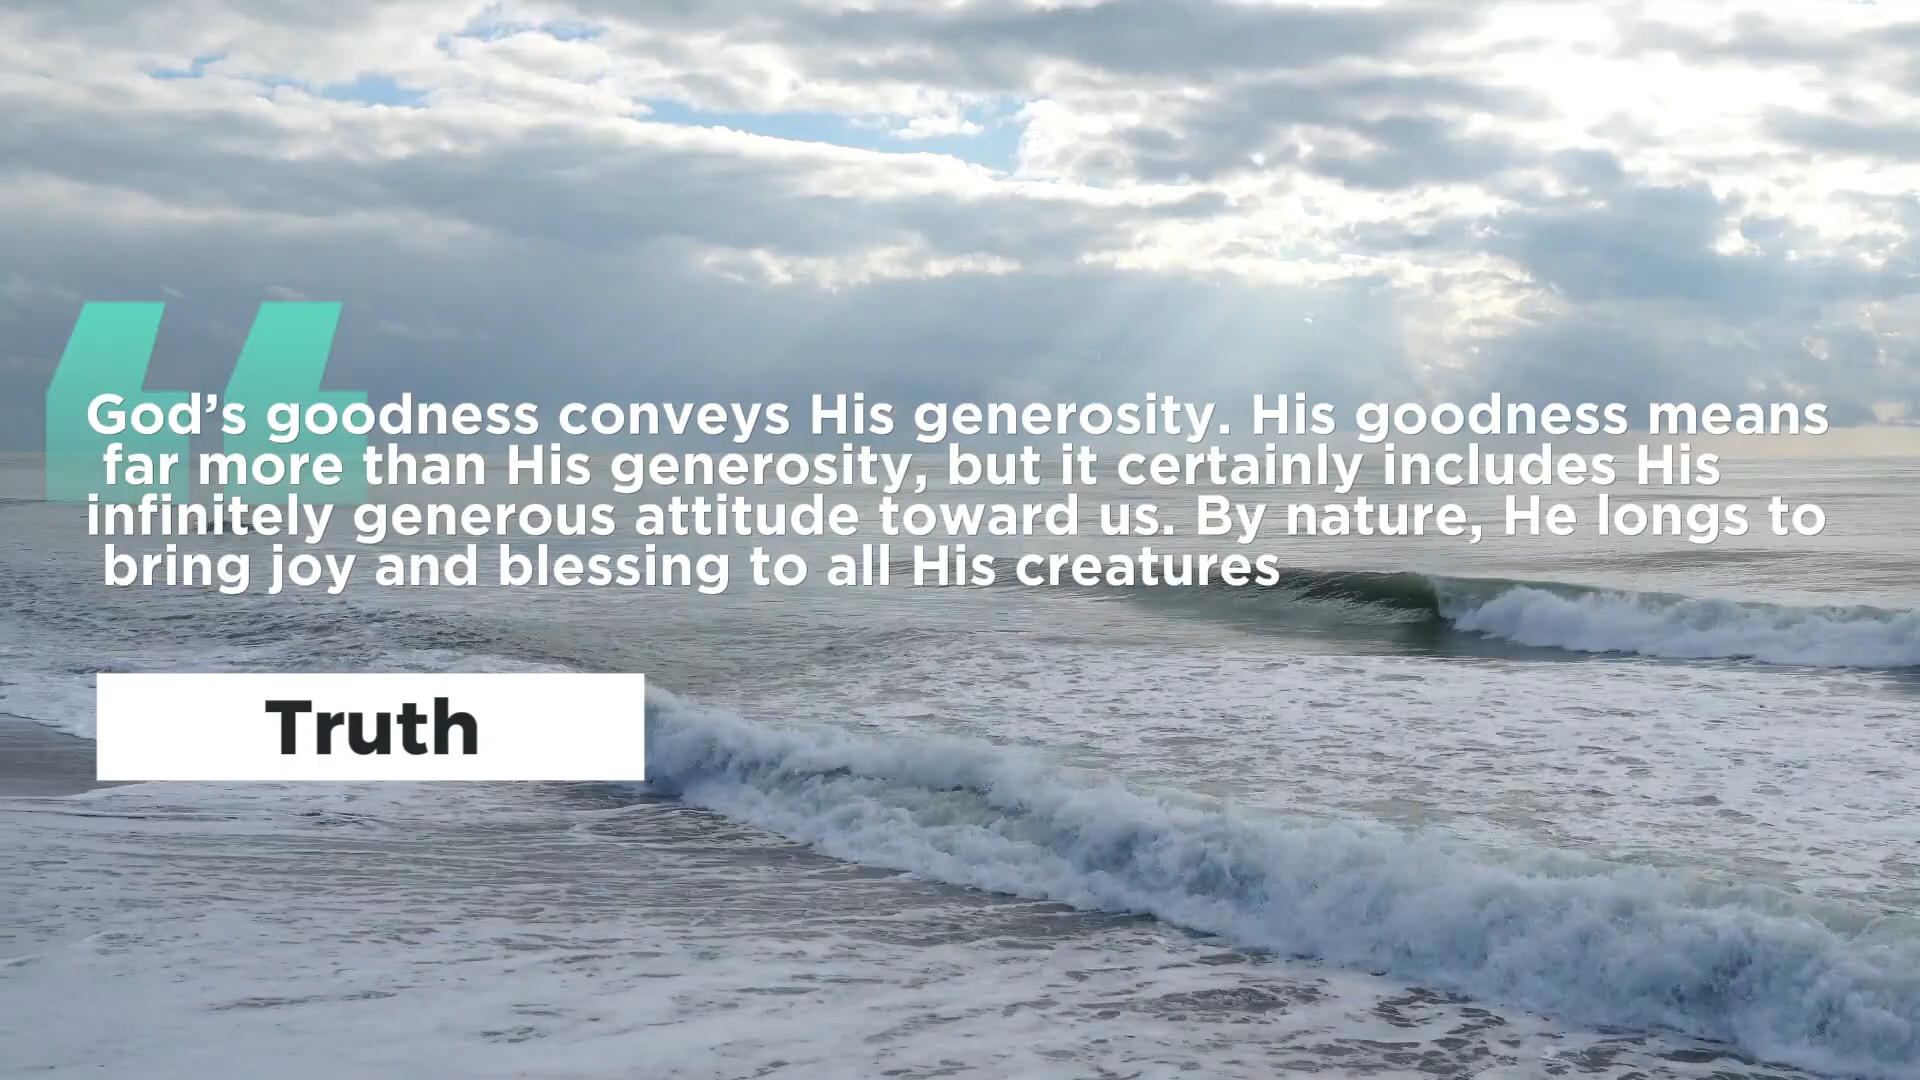 God’s goodness conveys His generosity. His goodness means
far more than His generosity, but it certainly includes His
infinitely generous attitude toward us. By nature, He longs to
bring joy and blessing to all His creatures
Truth